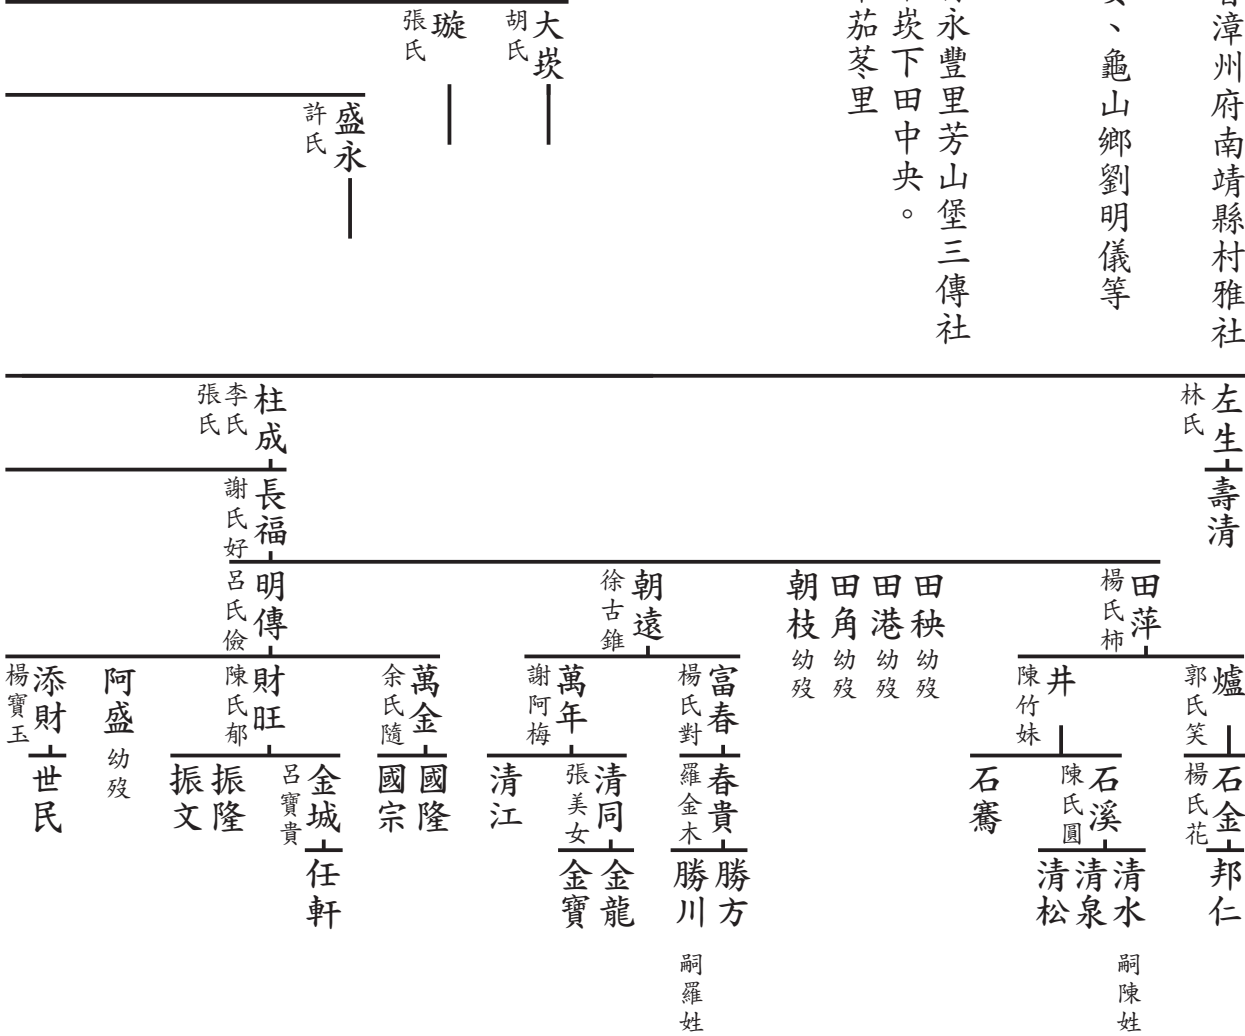 漳州府南靖縣村雅社
、龜山鄉劉明儀等
永豐里芳山堡三傳社
崁下田中央。
茄苳里
大崁
胡氏
璇
張氏
盛永
許氏
左生
林氏
壽清
柱成
李氏
張氏
長福
謝氏好
田萍
楊氏柿
田秧 幼歿
田港 幼歿
田角 幼歿
朝枝 幼歿
朝遠
徐古錐
明傳
呂氏儉
爐
郭氏笑
井
陳竹妹
富春
楊氏對
萬年
謝阿梅
萬金
余氏隨
財旺
陳氏郁
阿盛 幼歿
添財
楊寶玉
石金
楊氏花
石溪
陳氏圓
石騫
春貴
羅金木
清同
張美女
清江
國隆
國宗
金城
呂寶貴
振隆
振文
世民
邦仁
清水 嗣陳姓
清泉
清松
勝方
勝川 嗣羅姓
金龍
金寶
任軒